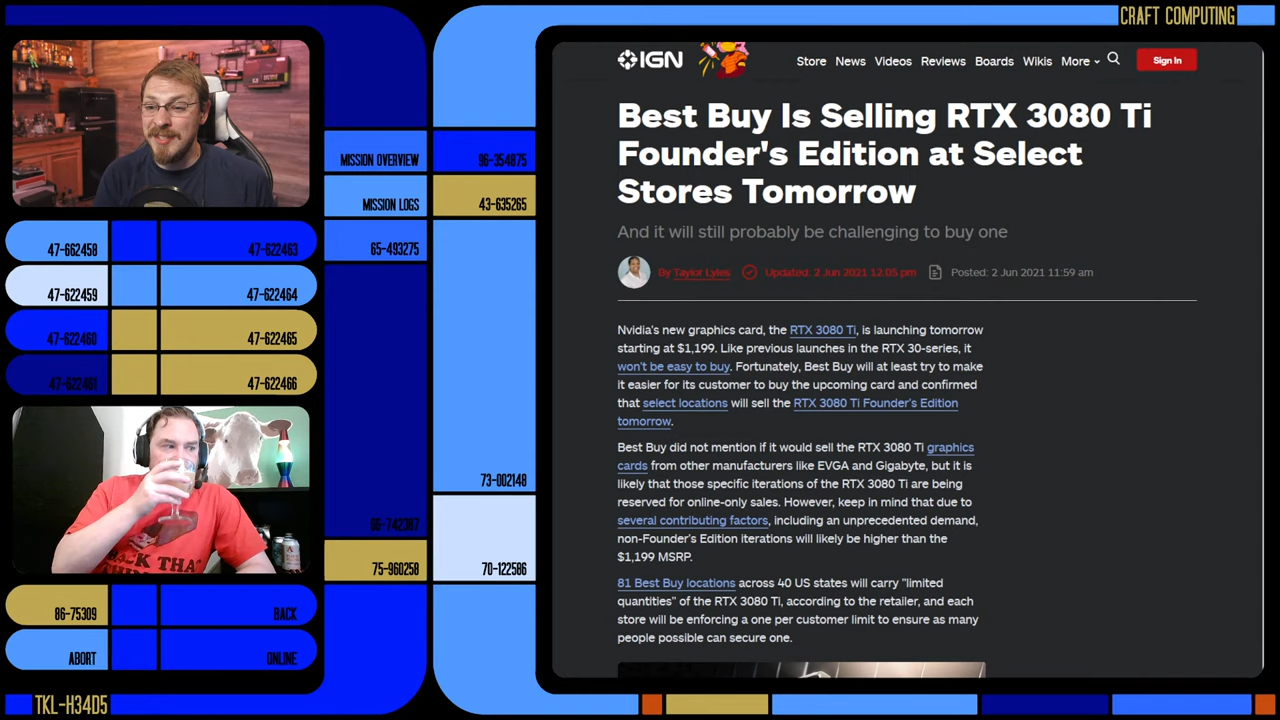 CRAFT COMPUTING
MISSION OVERVIEW
96-354875
MISSION LOGS
43-635265
47-662458
47-622463
65-493275
47-622459
47-622464
47-622460
47-622465
47-622461
47-622466
73-002148
75-960258
70-122586
86-75309
BACK
ABORT
ONLINE
TKL-H34D5
IGN
Store News Videos Reviews Boards Wikis More
Sign In
Best Buy Is Selling RTX 3080 Ti
Founder's Edition at Select
Stores Tomorrow
And it will still probably be challenging to buy one
By Taylor Lyles Updated: 2 Jun 2021 12:05 pm Posted: 2 Jun 2021 11:59 am
Nvidia's new graphics card, the RTX 3080 Ti, is launching tomorrow
starting at $1,199. Like previous launches in the RTX 30-series, it
won't be easy to buy. Fortunately, Best Buy will at least try to make
it easier for its customer to buy the upcoming card and confirmed
that select locations will sell the RTX 3080 Ti Founder's Edition
tomorrow.
Best Buy did not mention if it would sell the RTX 3080 Ti graphics
cards from other manufacturers like EVGA and Gigabyte, but it is
likely that those specific iterations of the RTX 3080 Ti are being
reserved for online-only sales. However, keep in mind that due to
several contributing factors, including an unprecedented demand,
non-Founder's Edition iterations will likely be higher than the
$1,199 MSRP.
81 Best Buy locations across 40 US states will carry "limited
quantities" of the RTX 3080 Ti, according to the retailer, and each
store will be enforcing a one per customer limit to ensure as many
people possible can secure one.